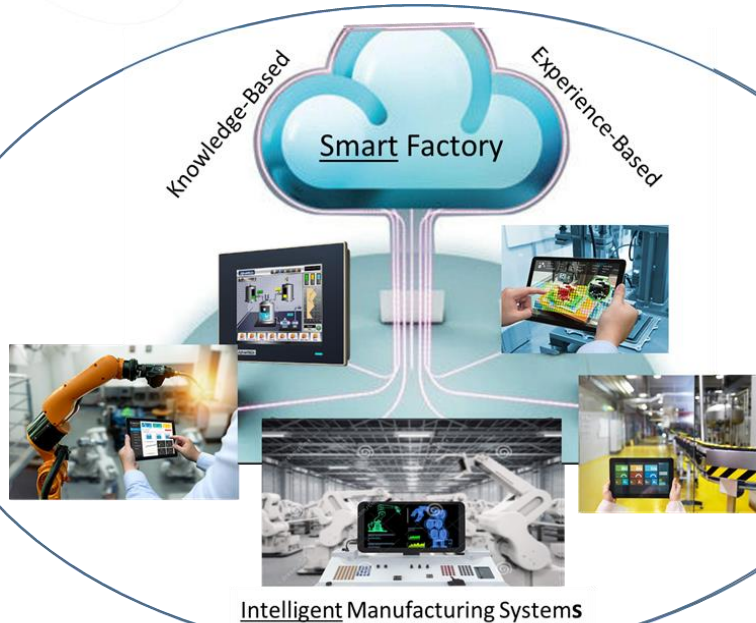 Knowledge-Based
Experience-Based
Smart Factory
Intelligent Manufacturing Systems